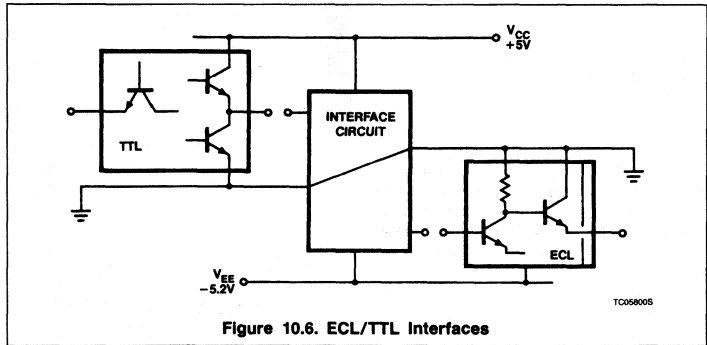 V_CC
+5V
INTERFACE
CIRCUIT
TTL
ECL
V_EE
−5.2V
TC05800S
Figure 10.6. ECL/TTL Interfaces